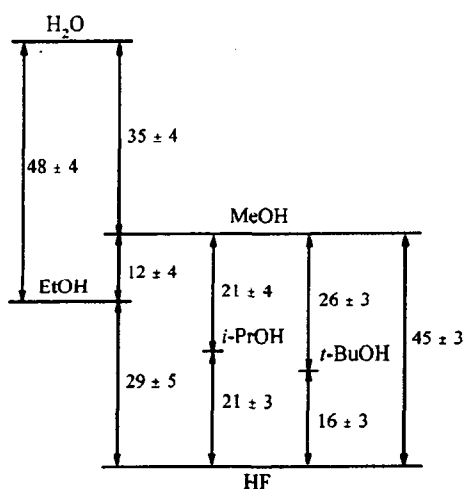 H₂O
35 ± 4
48 ± 4
MeOH
EtOH
12 ± 4
21 ± 4
26 ± 3
45 ± 3
i-PrOH
t-BuOH
29 ± 5
21 ± 3
16 ± 3
HF